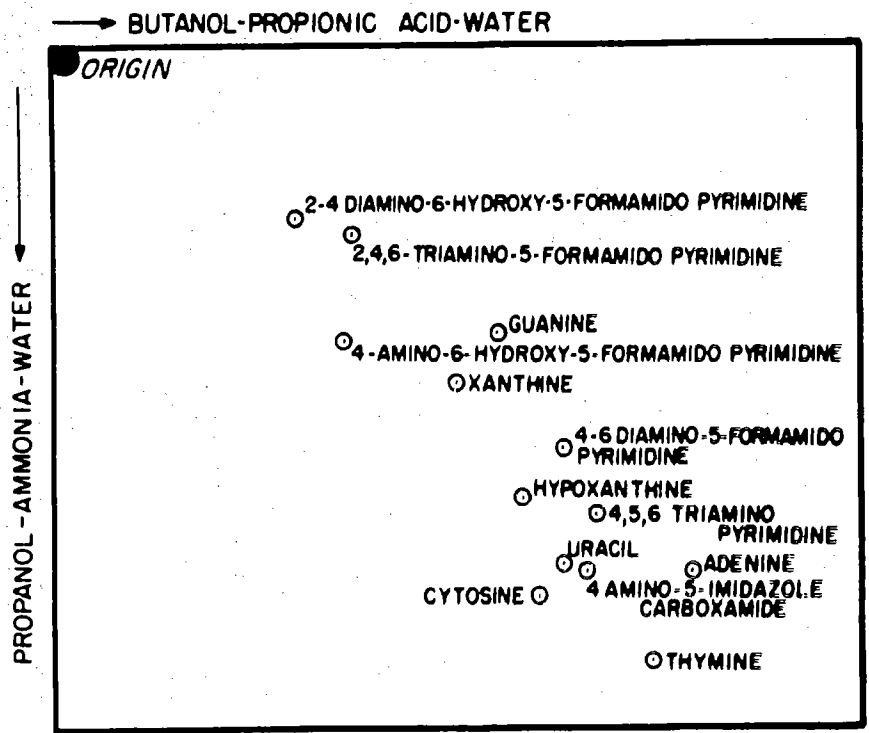 BUTANOL-PROPIONIC ACID-WATER
ORIGIN
PROPANOL-AMMONIA-WATER
2-4 DIAMINO-6-HYDROXY-5-FORMAMIDO PYRIMIDINE
2,4,6-TRIAMINO-5-FORMAMIDO PYRIMIDINE
GUANINE
4-AMINO-6-HYDROXY-5-FORMAMIDO PYRIMIDINE
XANTHINE
4-6 DIAMINO-5-FORMAMIDO
PYRIMIDINE
HYPOXANTHINE
4,5,6 TRIAMINO
PYRIMIDINE
URACIL
ADENINE
4 AMINO-5-IMIDAZOLE
CARBOXAMIDE
CYTOSINE
THYMINE